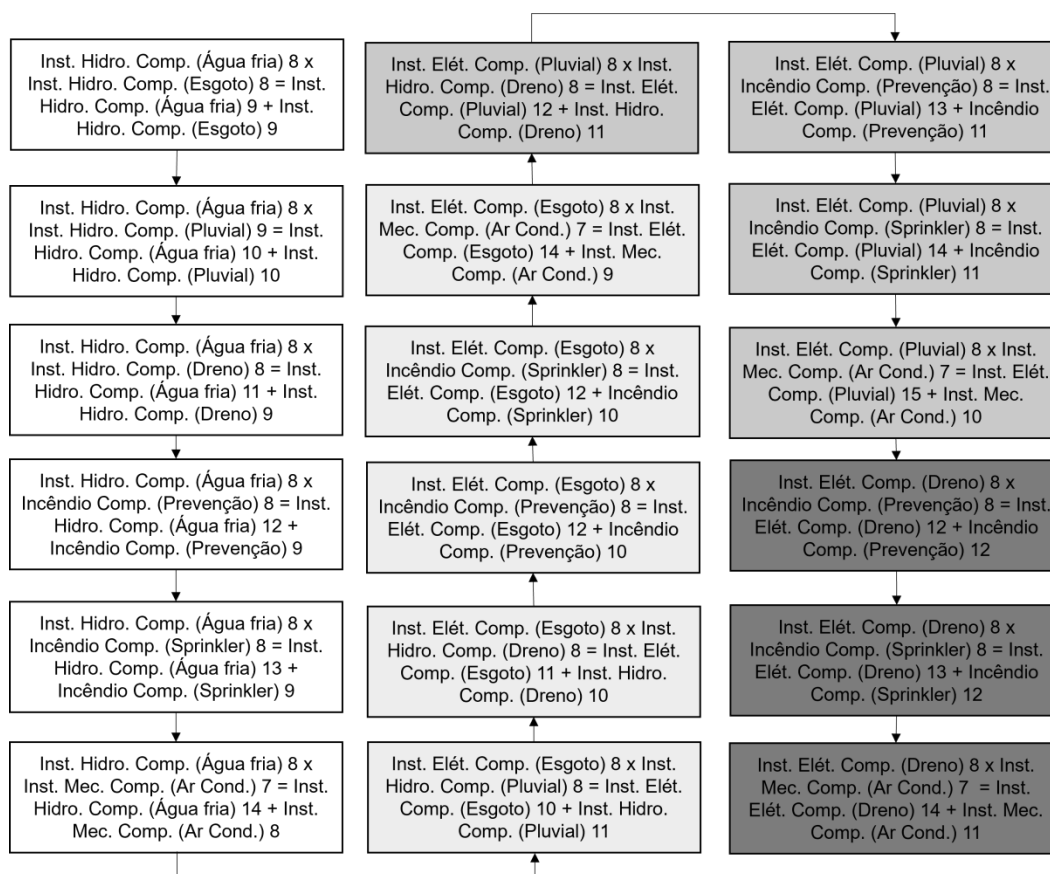 Inst. Hidro. Comp. (Água fria) 8 x
Inst. Hidro. Comp. (Esgoto) 8 = Inst.
Hidro. Comp. (Água fria) 9 + Inst.
Hidro. Comp. (Esgoto) 9
Inst. Hidro. Comp. (Água fria) 8 x
Inst. Hidro. Comp. (Pluvial) 9 = Inst.
Hidro. Comp. (Água fria) 10 + Inst.
Hidro. Comp. (Pluvial) 10
Inst. Hidro. Comp. (Água fria) 8 x
Inst. Hidro. Comp. (Dreno) 8 = Inst.
Hidro. Comp. (Água fria) 11 + Inst.
Hidro. Comp. (Dreno) 9
Inst. Hidro. Comp. (Água fria) 8 x
Incêndio Comp. (Prevenção) 8 = Inst.
Hidro. Comp. (Água fria) 12 +
Incêndio Comp. (Prevenção) 9
Inst. Hidro. Comp. (Água fria) 8 x
Incêndio Comp. (Sprinkler) 8 = Inst.
Hidro. Comp. (Água fria) 13 +
Incêndio Comp. (Sprinkler) 9
Inst. Hidro. Comp. (Água fria) 8 x
Inst. Mec. Comp. (Ar Cond.) 7 = Inst.
Hidro. Comp. (Água fria) 14 + Inst.
Mec. Comp. (Ar Cond.) 8
Inst. Elét. Comp. (Esgoto) 8 x Inst.
Hidro. Comp. (Pluvial) 8 = Inst. Elét.
Comp. (Esgoto) 10 + Inst. Hidro.
Comp. (Pluvial) 11
Inst. Elét. Comp. (Esgoto) 8 x Inst.
Hidro. Comp. (Dreno) 8 = Inst. Elét.
Comp. (Esgoto) 11 + Inst. Hidro.
Comp. (Dreno) 10
Inst. Elét. Comp. (Esgoto) 8 x
Incêndio Comp. (Prevenção) 8 = Inst.
Elét. Comp. (Esgoto) 12 + Incêndio
Comp. (Prevenção) 10
Inst. Elét. Comp. (Esgoto) 8 x
Incêndio Comp. (Sprinkler) 8 = Inst.
Elét. Comp. (Esgoto) 12 + Incêndio
Comp. (Sprinkler) 10
Inst. Elét. Comp. (Esgoto) 8 x Inst.
Mec. Comp. (Ar Cond.) 7 = Inst. Elét.
Comp. (Esgoto) 14 + Inst. Mec.
Comp. (Ar Cond.) 9
Inst. Elét. Comp. (Pluvial) 8 x Inst.
Hidro. Comp. (Dreno) 8 = Inst. Elét.
Comp. (Pluvial) 12 + Inst. Hidro.
Comp. (Dreno) 11
Inst. Elét. Comp. (Pluvial) 8 x
Incêndio Comp. (Prevenção) 8 = Inst.
Elét. Comp. (Pluvial) 13 + Incêndio
Comp. (Prevenção) 11
Inst. Elét. Comp. (Pluvial) 8 x
Incêndio Comp. (Sprinkler) 8 = Inst.
Elét. Comp. (Pluvial) 14 + Incêndio
Comp. (Sprinkler) 11
Inst. Elét. Comp. (Pluvial) 8 x Inst.
Mec. Comp. (Ar Cond.) 7 = Inst. Elét.
Comp. (Pluvial) 15 + Inst. Mec.
Comp. (Ar Cond.) 10
Inst. Elét. Comp. (Dreno) 8 x
Incêndio Comp. (Prevenção) 8 = Inst.
Elét. Comp. (Dreno) 12 + Incêndio
Comp. (Prevenção) 12
Inst. Elét. Comp. (Dreno) 8 x
Incêndio Comp. (Sprinkler) 8 = Inst.
Elét. Comp. (Dreno) 13 + Incêndio
Comp. (Sprinkler) 12
Inst. Elét. Comp. (Dreno) 8 x Inst.
Mec. Comp. (Ar Cond.) 7 = Inst.
Elét. Comp. (Dreno) 14 + Inst. Mec.
Comp. (Ar Cond.) 11